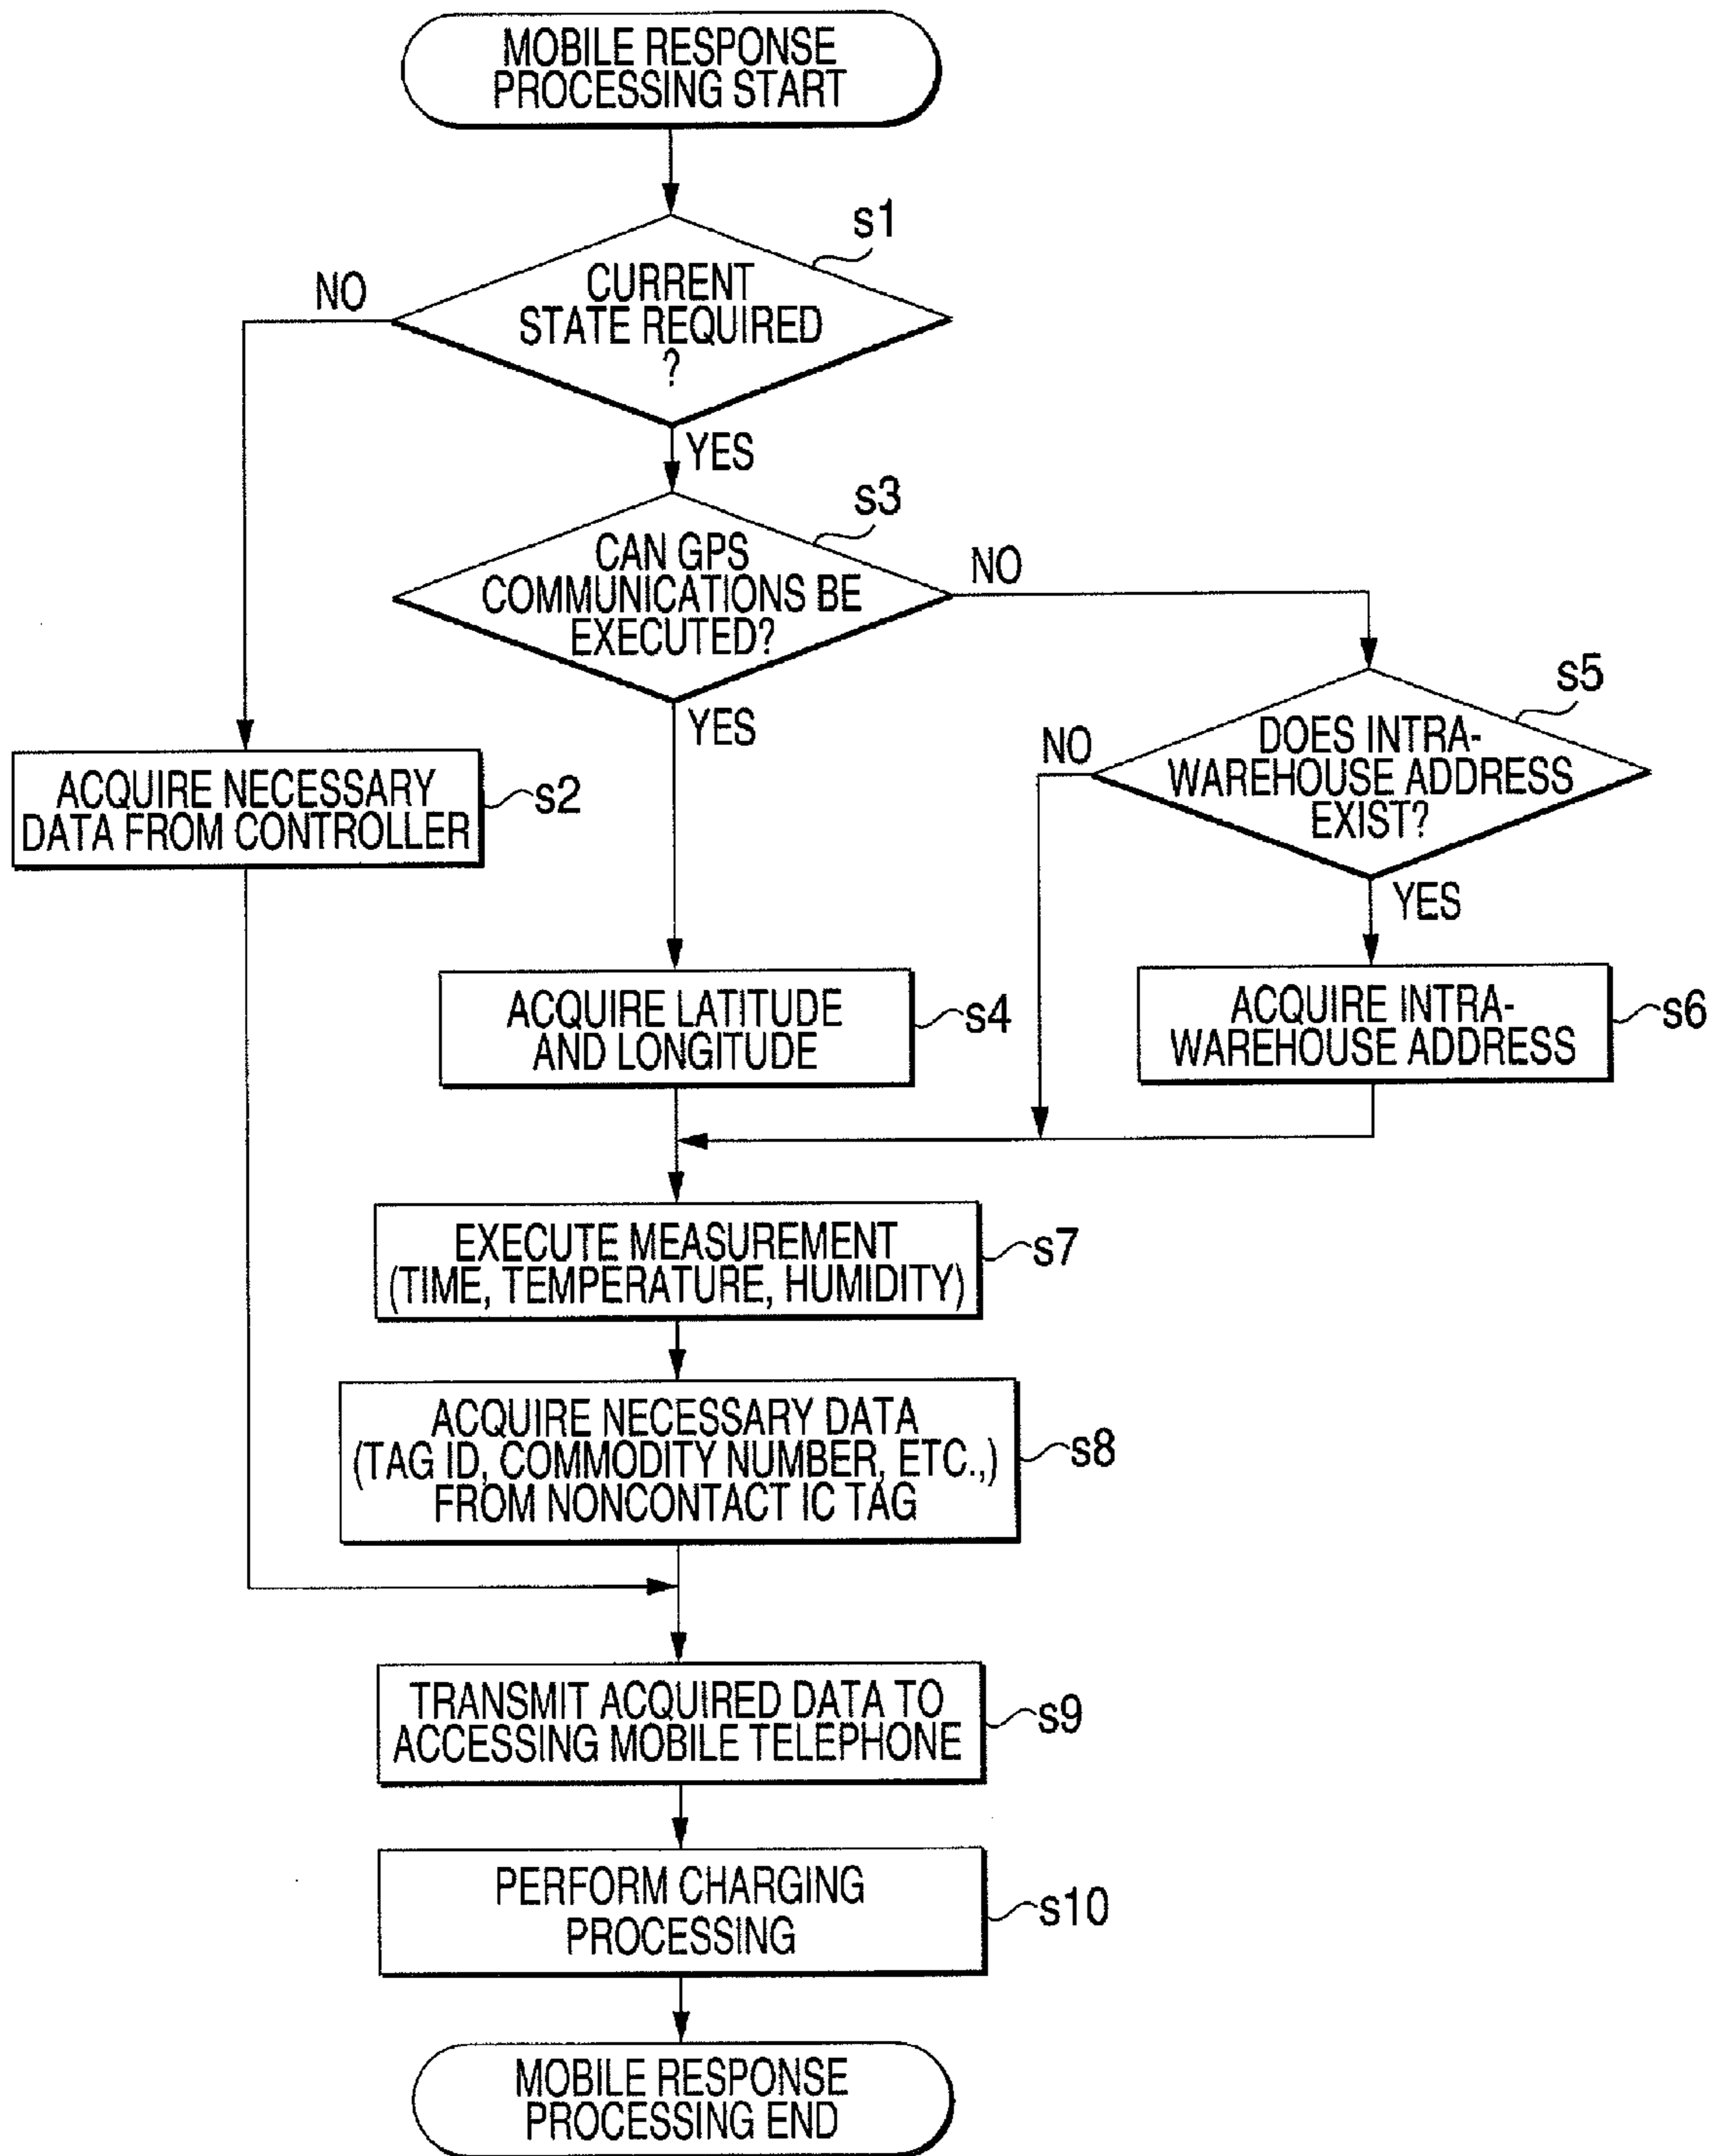 MOBILE RESPONSE
PROCESSING START
s1
CURRENT
STATE REQUIRED
?
NO
YES
s3
CAN GPS
COMMUNICATIONS BE
EXECUTED?
NO
YES
s5
DOES INTRA-
WAREHOUSE ADDRESS
EXIST?
NO
YES
ACQUIRE NECESSARY
DATA FROM CONTROLLER
s2
ACQUIRE LATITUDE
AND LONGITUDE
s4
ACQUIRE INTRA-
WAREHOUSE ADDRESS
s6
EXECUTE MEASUREMENT
(TIME, TEMPERATURE, HUMIDITY)
s7
ACQUIRE NECESSARY DATA
(TAG ID, COMMODITY NUMBER, ETC.,)
FROM NONCONTACT IC TAG
s8
TRANSMIT ACQUIRED DATA TO
ACCESSING MOBILE TELEPHONE
s9
PERFORM CHARGING
PROCESSING
s10
MOBILE RESPONSE
PROCESSING END